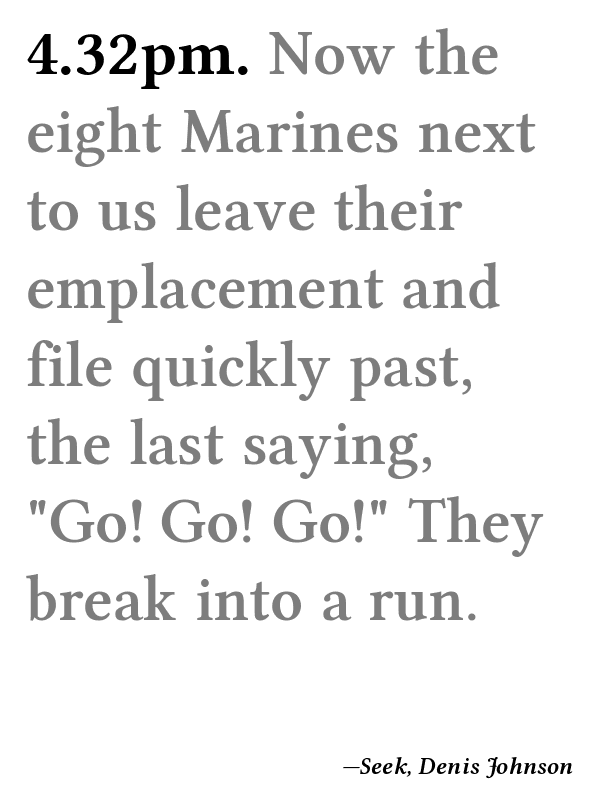 4.32pm. Now the
eight Marines next
to us leave their
emplacement and
file quickly past,
the last saying,
"Go! Go! Go!" They
break into a run.
—Seek, Denis Johnson